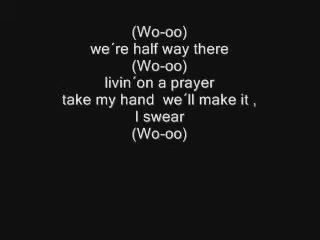 (Wo-oo)
we´re half way there
(Wo-oo)
livin´on a prayer
take my hand  we´ll make it ,
I swear
(Wo-oo)